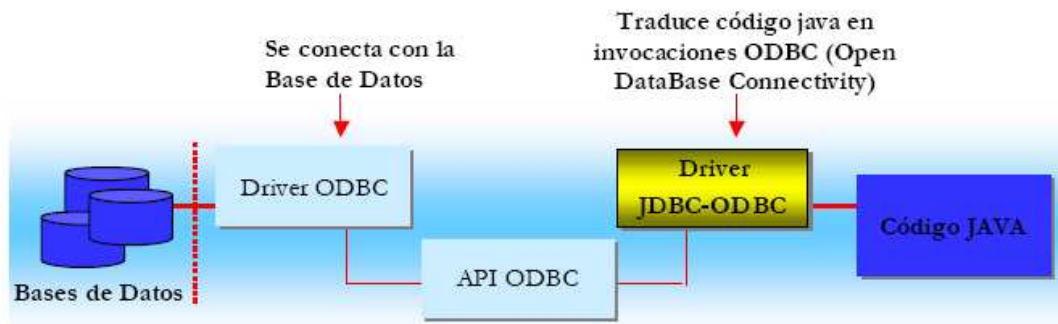 Se conecta con la
Base de Datos
Traduce código java en
invocaciones ODBC (Open
DataBase Connectivity)
Driver ODBC
Driver
JDBC-ODBC
Código JAVA
API ODBC
Bases de Datos